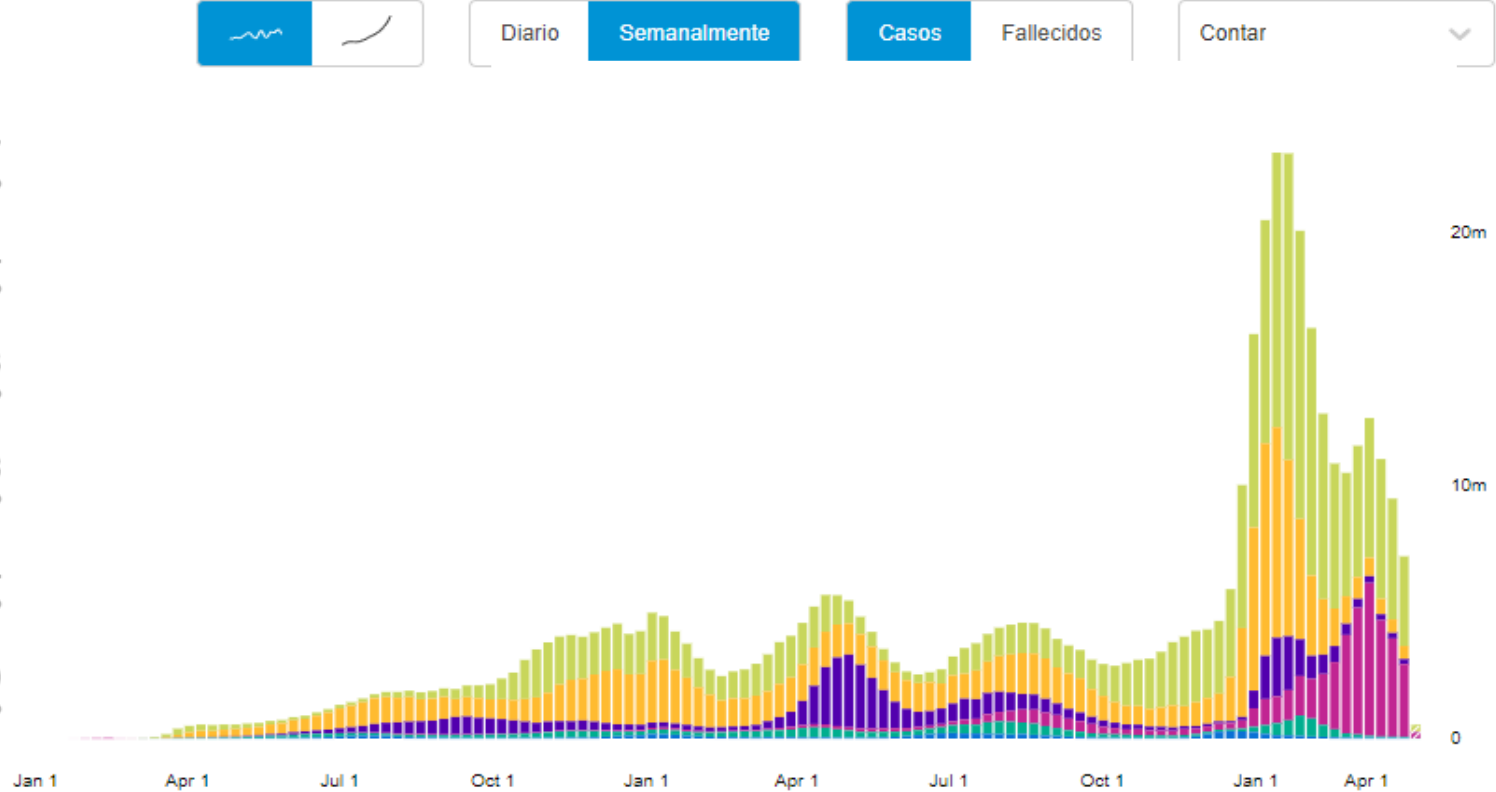 Diario Semanalmente Casos Fallecidos Contar
20m
10m
0
Jan 1 Apr 1 Jul 1 Oct 1 Jan 1 Apr 1 Jul 1 Oct 1 Jan 1 Apr 1